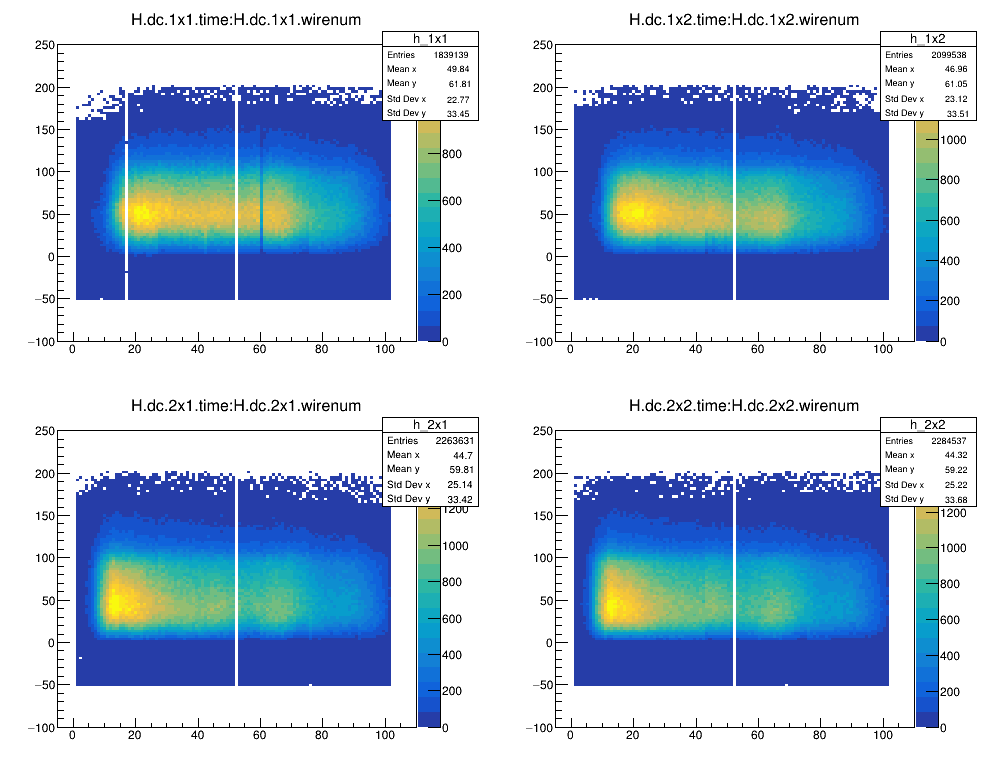 H.dc.1x1.time:H.dc.1x1.wirenum
h_1x1
Entries 1839139
Mean x 49.84
Mean y 61.81
Std Dev x 22.77
Std Dev y 33.45
250
200
150
100
50
0
−50
−100
0 20 40 60 80 100
800
600
400
200
0
H.dc.1x2.time:H.dc.1x2.wirenum
h_1x2
Entries 2099538
Mean x 46.96
Mean y 61.05
Std Dev x 23.12
Std Dev y 33.51
250
200
150
100
50
0
−50
−100
0 20 40 60 80 100
1000
800
600
400
200
0
H.dc.2x1.time:H.dc.2x1.wirenum
h_2x1
Entries 2263631
Mean x 44.7
Mean y 59.81
Std Dev x 25.14
Std Dev y 33.42
250
200
150
100
50
0
−50
−100
0 20 40 60 80 100
1200
1000
800
600
400
200
0
H.dc.2x2.time:H.dc.2x2.wirenum
h_2x2
Entries 2284537
Mean x 44.32
Mean y 59.22
Std Dev x 25.22
Std Dev y 33.68
250
200
150
100
50
0
−50
−100
0 20 40 60 80 100
1200
1000
800
600
400
200
0